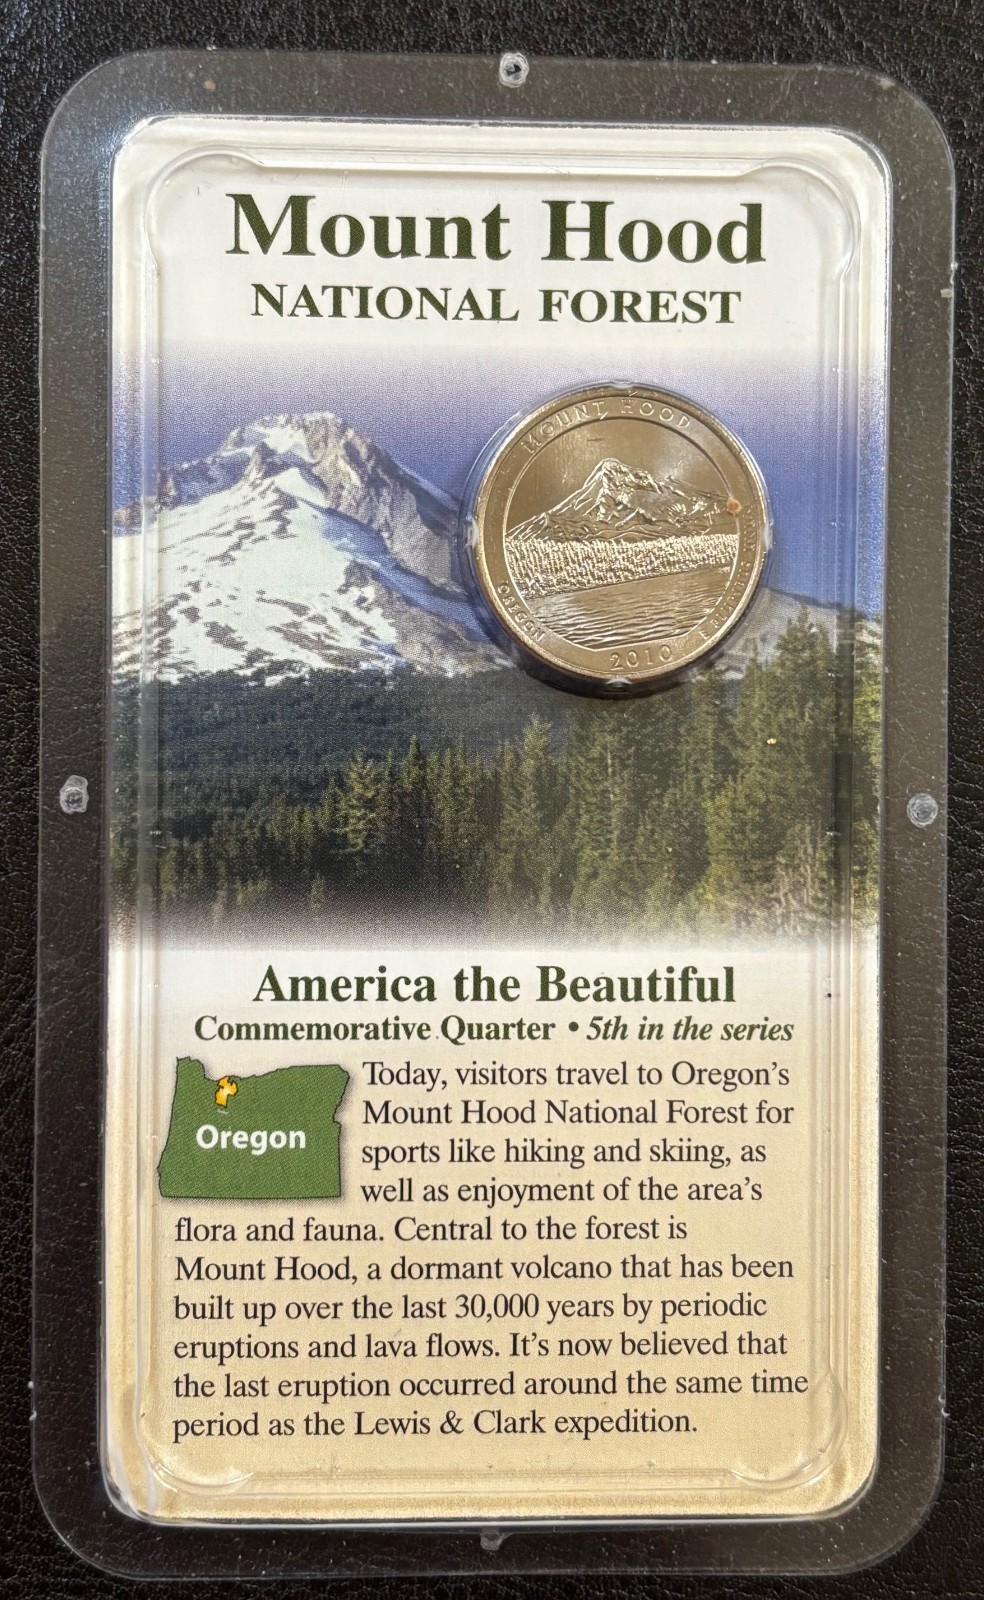 Mount Hood
NATIONAL FOREST
MOUNT HOOD
OREGON
2010
E PLURIBUS
America the Beautiful
Commemorative Quarter • 5th in the series
Oregon
Today, visitors travel to Oregon's
Mount Hood National Forest for
sports like hiking and skiing, as
well as enjoyment of the area's
flora and fauna. Central to the forest is
Mount Hood, a dormant volcano that has been
built up over the last 30,000 years by periodic
eruptions and lava flows. It's now believed that
the last eruption occurred around the same time
period as the Lewis & Clark expedition.